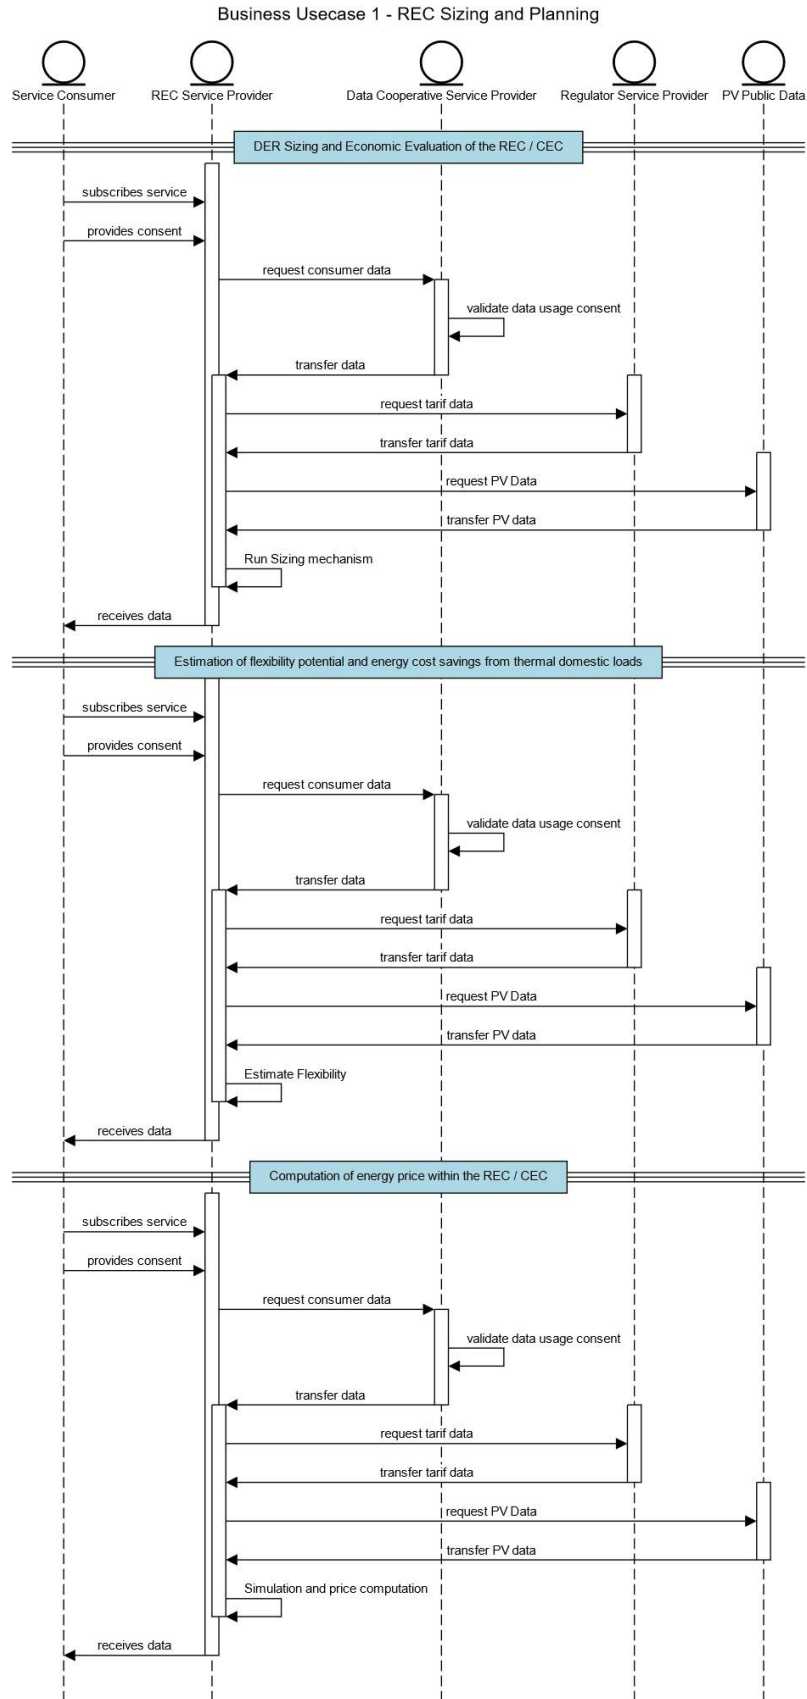 Business Usecase 1 - REC Sizing and Planning
Service Consumer
REC Service Provider
Data Cooperative Service Provider
Regulator Service Provider
PV Public Data
DER Sizing and Economic Evaluation of the REC / CEC
subscribes service
provides consent
request consumer data
validate data usage consent
transfer data
request tarif data
transfer tarif data
request PV Data
transfer PV data
Run Sizing mechanism
receives data
Estimation of flexibility potential and energy cost savings from thermal domestic loads
subscribes service
provides consent
request consumer data
validate data usage consent
transfer data
request tarif data
transfer tarif data
request PV Data
transfer PV data
Estimate Flexibility
receives data
Computation of energy price within the REC / CEC
subscribes service
provides consent
request consumer data
validate data usage consent
transfer data
request tarif data
transfer tarif data
request PV Data
transfer PV data
Simulation and price computation
receives data